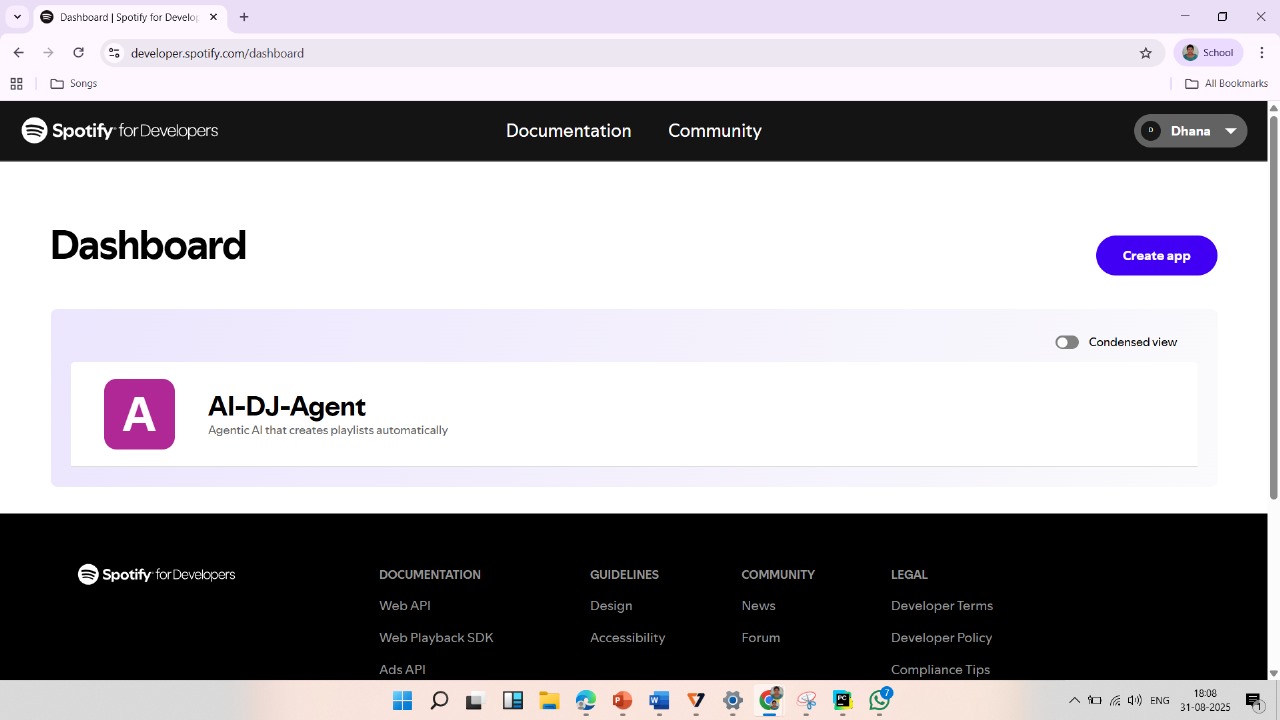 Dashboard | Spotify for Develop
developer.spotify.com/dashboard
School
Songs
All Bookmarks
Spotify for Developers
Documentation
Community
D
Dhana
Dashboard
Create app
Condensed view
A
AI-DJ-Agent
Agentic AI that creates playlists automatically
Spotify for Developers
DOCUMENTATION
GUIDELINES
COMMUNITY
LEGAL
Web API
Design
News
Developer Terms
Web Playback SDK
Accessibility
Forum
Developer Policy
Ads API
Compliance Tips
7
ENG
18:08
31-08-2025
1